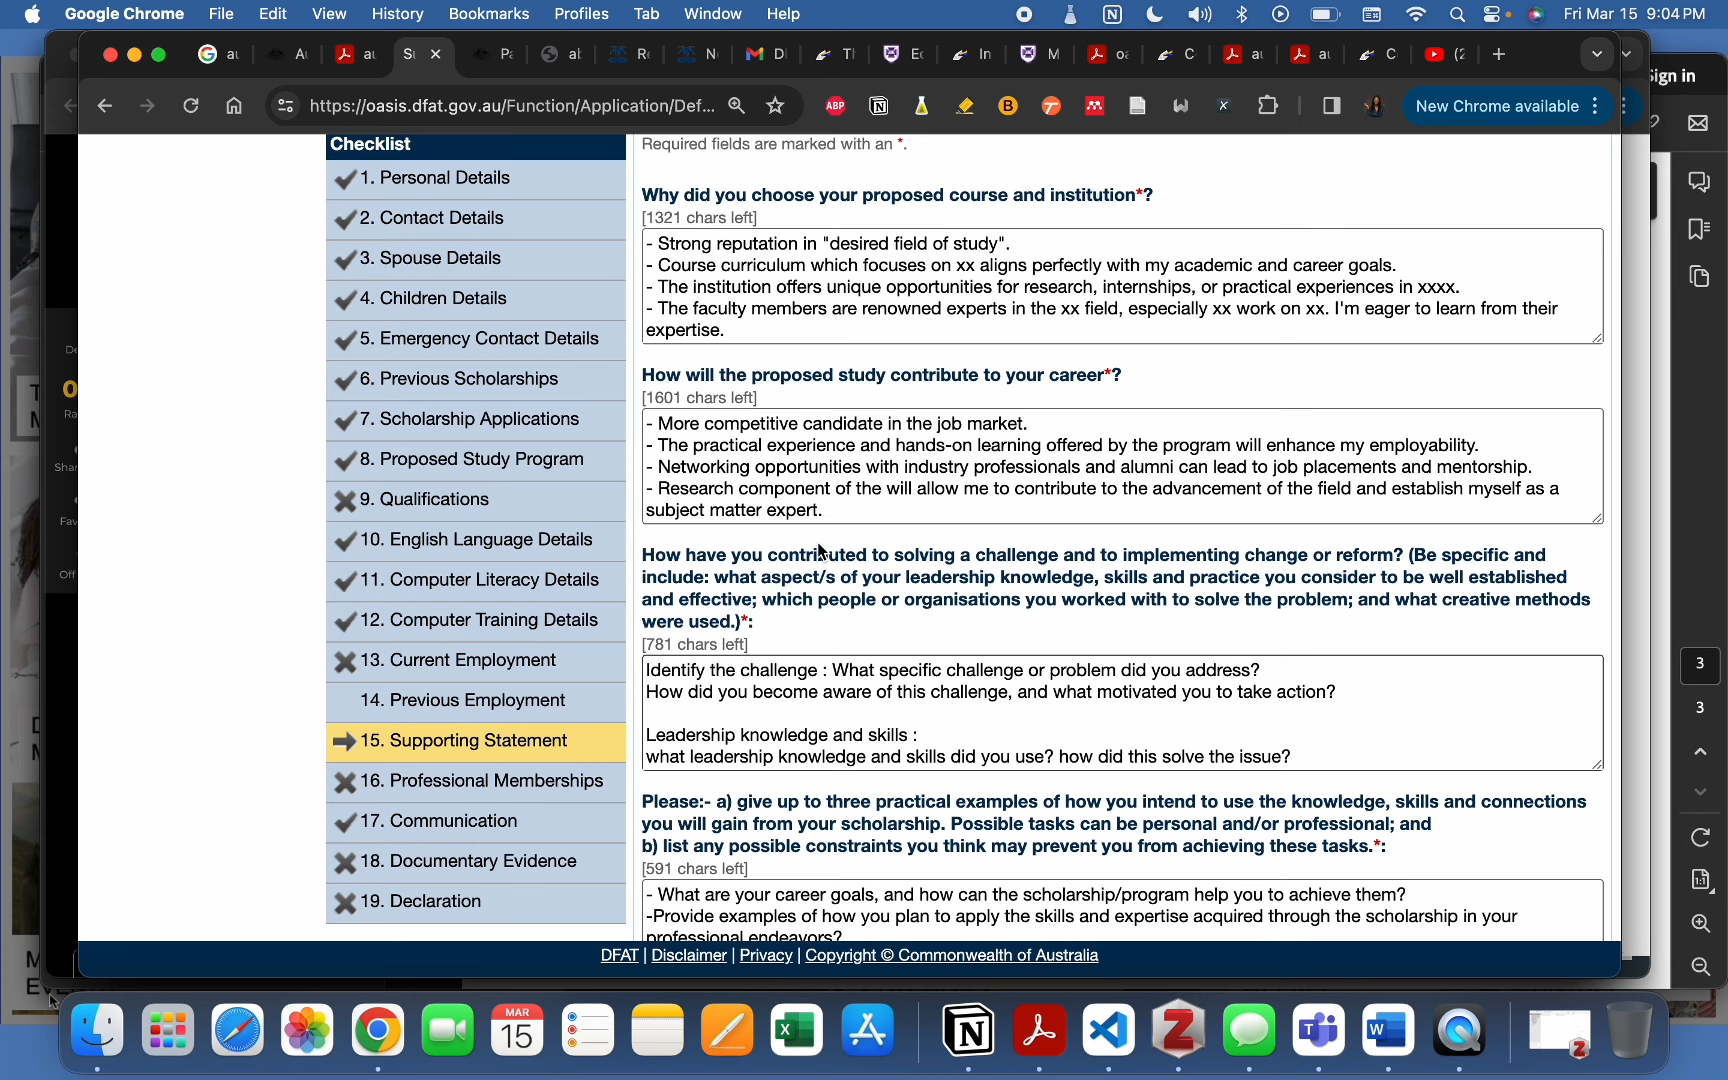 Google Chrome File Edit View History Bookmarks Profiles Tab Window Help Fri Mar 15 9:04 PM
https://oasis.dfat.gov.au/Function/Application/Def... New Chrome available
Sign in
Checklist
1. Personal Details
2. Contact Details
3. Spouse Details
4. Children Details
5. Emergency Contact Details
6. Previous Scholarships
7. Scholarship Applications
8. Proposed Study Program
9. Qualifications
10. English Language Details
11. Computer Literacy Details
12. Computer Training Details
13. Current Employment
14. Previous Employment
15. Supporting Statement
16. Professional Memberships
17. Communication
18. Documentary Evidence
19. Declaration
Required fields are marked with an *.
Why did you choose your proposed course and institution*?
[1321 chars left]
- Strong reputation in "desired field of study".
- Course curriculum which focuses on xx aligns perfectly with my academic and career goals.
- The institution offers unique opportunities for research, internships, or practical experiences in xxxx.
- The faculty members are renowned experts in the xx field, especially xx work on xx. I'm eager to learn from their
expertise.
How will the proposed study contribute to your career*?
[1601 chars left]
- More competitive candidate in the job market.
- The practical experience and hands-on learning offered by the program will enhance my employability.
- Networking opportunities with industry professionals and alumni can lead to job placements and mentorship.
- Research component of the will allow me to contribute to the advancement of the field and establish myself as a
subject matter expert.
How have you contributed to solving a challenge and to implementing change or reform? (Be specific and
include: what aspect/s of your leadership knowledge, skills and practice you consider to be well established
and effective; which people or organisations you worked with to solve the problem; and what creative methods
were used.)*:
[781 chars left]
Identify the challenge : What specific challenge or problem did you address?
How did you become aware of this challenge, and what motivated you to take action?
Leadership knowledge and skills :
what leadership knowledge and skills did you use? how did this solve the issue?
Please:- a) give up to three practical examples of how you intend to use the knowledge, skills and connections
you will gain from your scholarship. Possible tasks can be personal and/or professional; and
b) list any possible constraints you think may prevent you from achieving these tasks.*:
[591 chars left]
- What are your career goals, and how can the scholarship/program help you to achieve them?
-Provide examples of how you plan to apply the skills and expertise acquired through the scholarship in your
professional endeavors?
DFAT | Disclaimer | Privacy | Copyright © Commonwealth of Australia
3
3
MAR
15